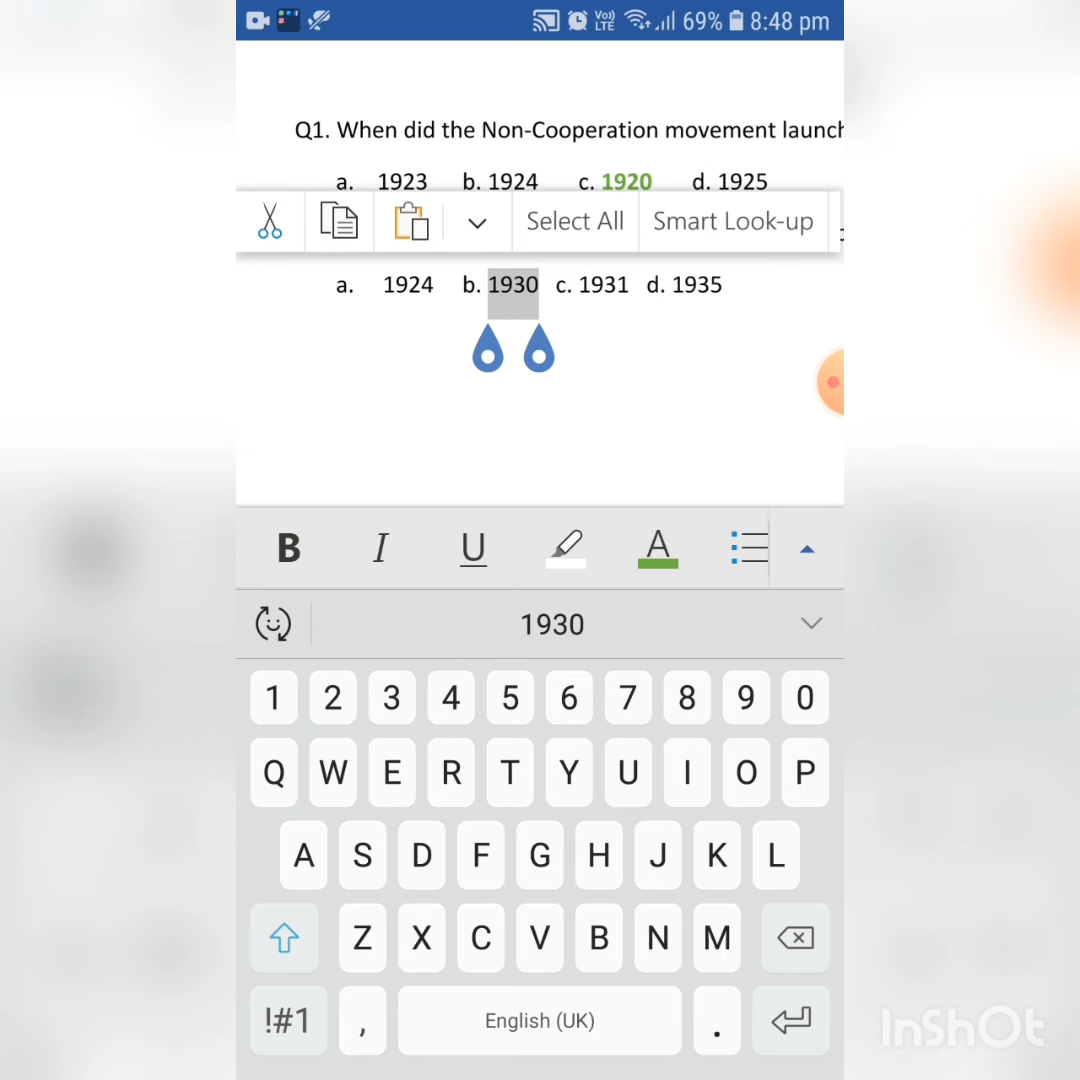 69% 8:48 pm
Q1. When did the Non-Cooperation movement launch
a. 1923 b. 1924 c. 1920 d. 1925
Select All Smart Look-up
a. 1924 b. 1930 c. 1931 d. 1935
B I U A
1930
1 2 3 4 5 6 7 8 9 0
Q W E R T Y U I O P
A S D F G H J K L
Z X C V B N M
!#1 , English (UK) .
InShOt